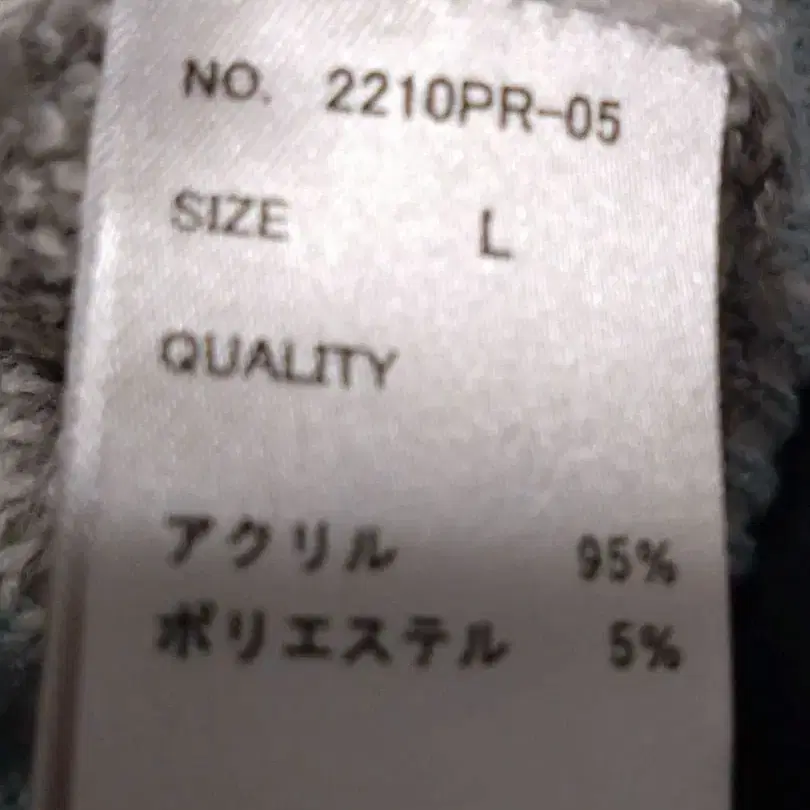 NO. 2210PR-05
SIZE L
QUALITY
アクリル 95%
ポリエステル 5%